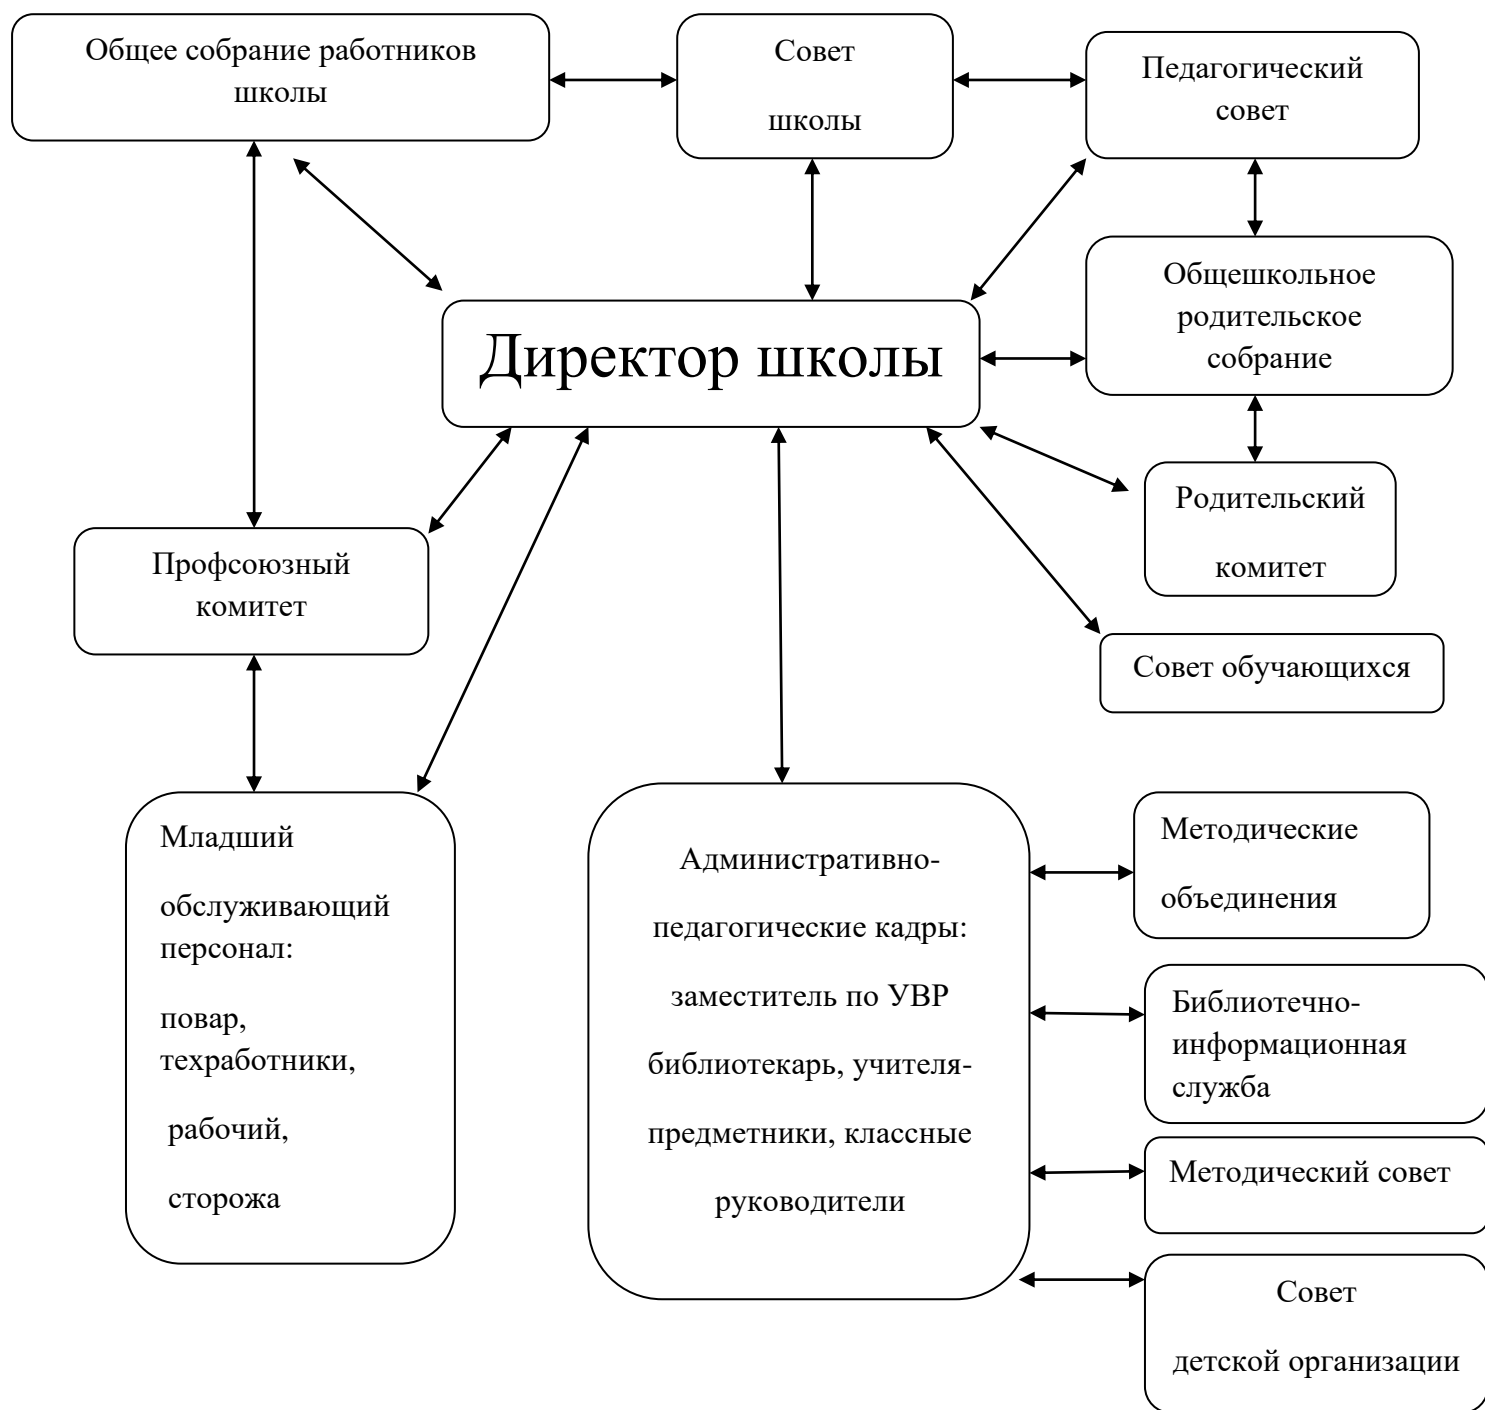 Общее собрание работников
школы
Совет
школы
Педагогический
совет
Общешкольное
родительское
собрание
Директор школы
Родительский
комитет
Профсоюзный
комитет
Совет обучающихся
Младший
обслуживающий
персонал:
повар,
техработники,
рабочий,
сторожа
Административно-
педагогические кадры:
заместитель по УВР
библиотекарь, учителя-
предметники, классные
руководители
Методические
объединения
Библиотечно-
информационная
служба
Методический совет
Совет
детской организации